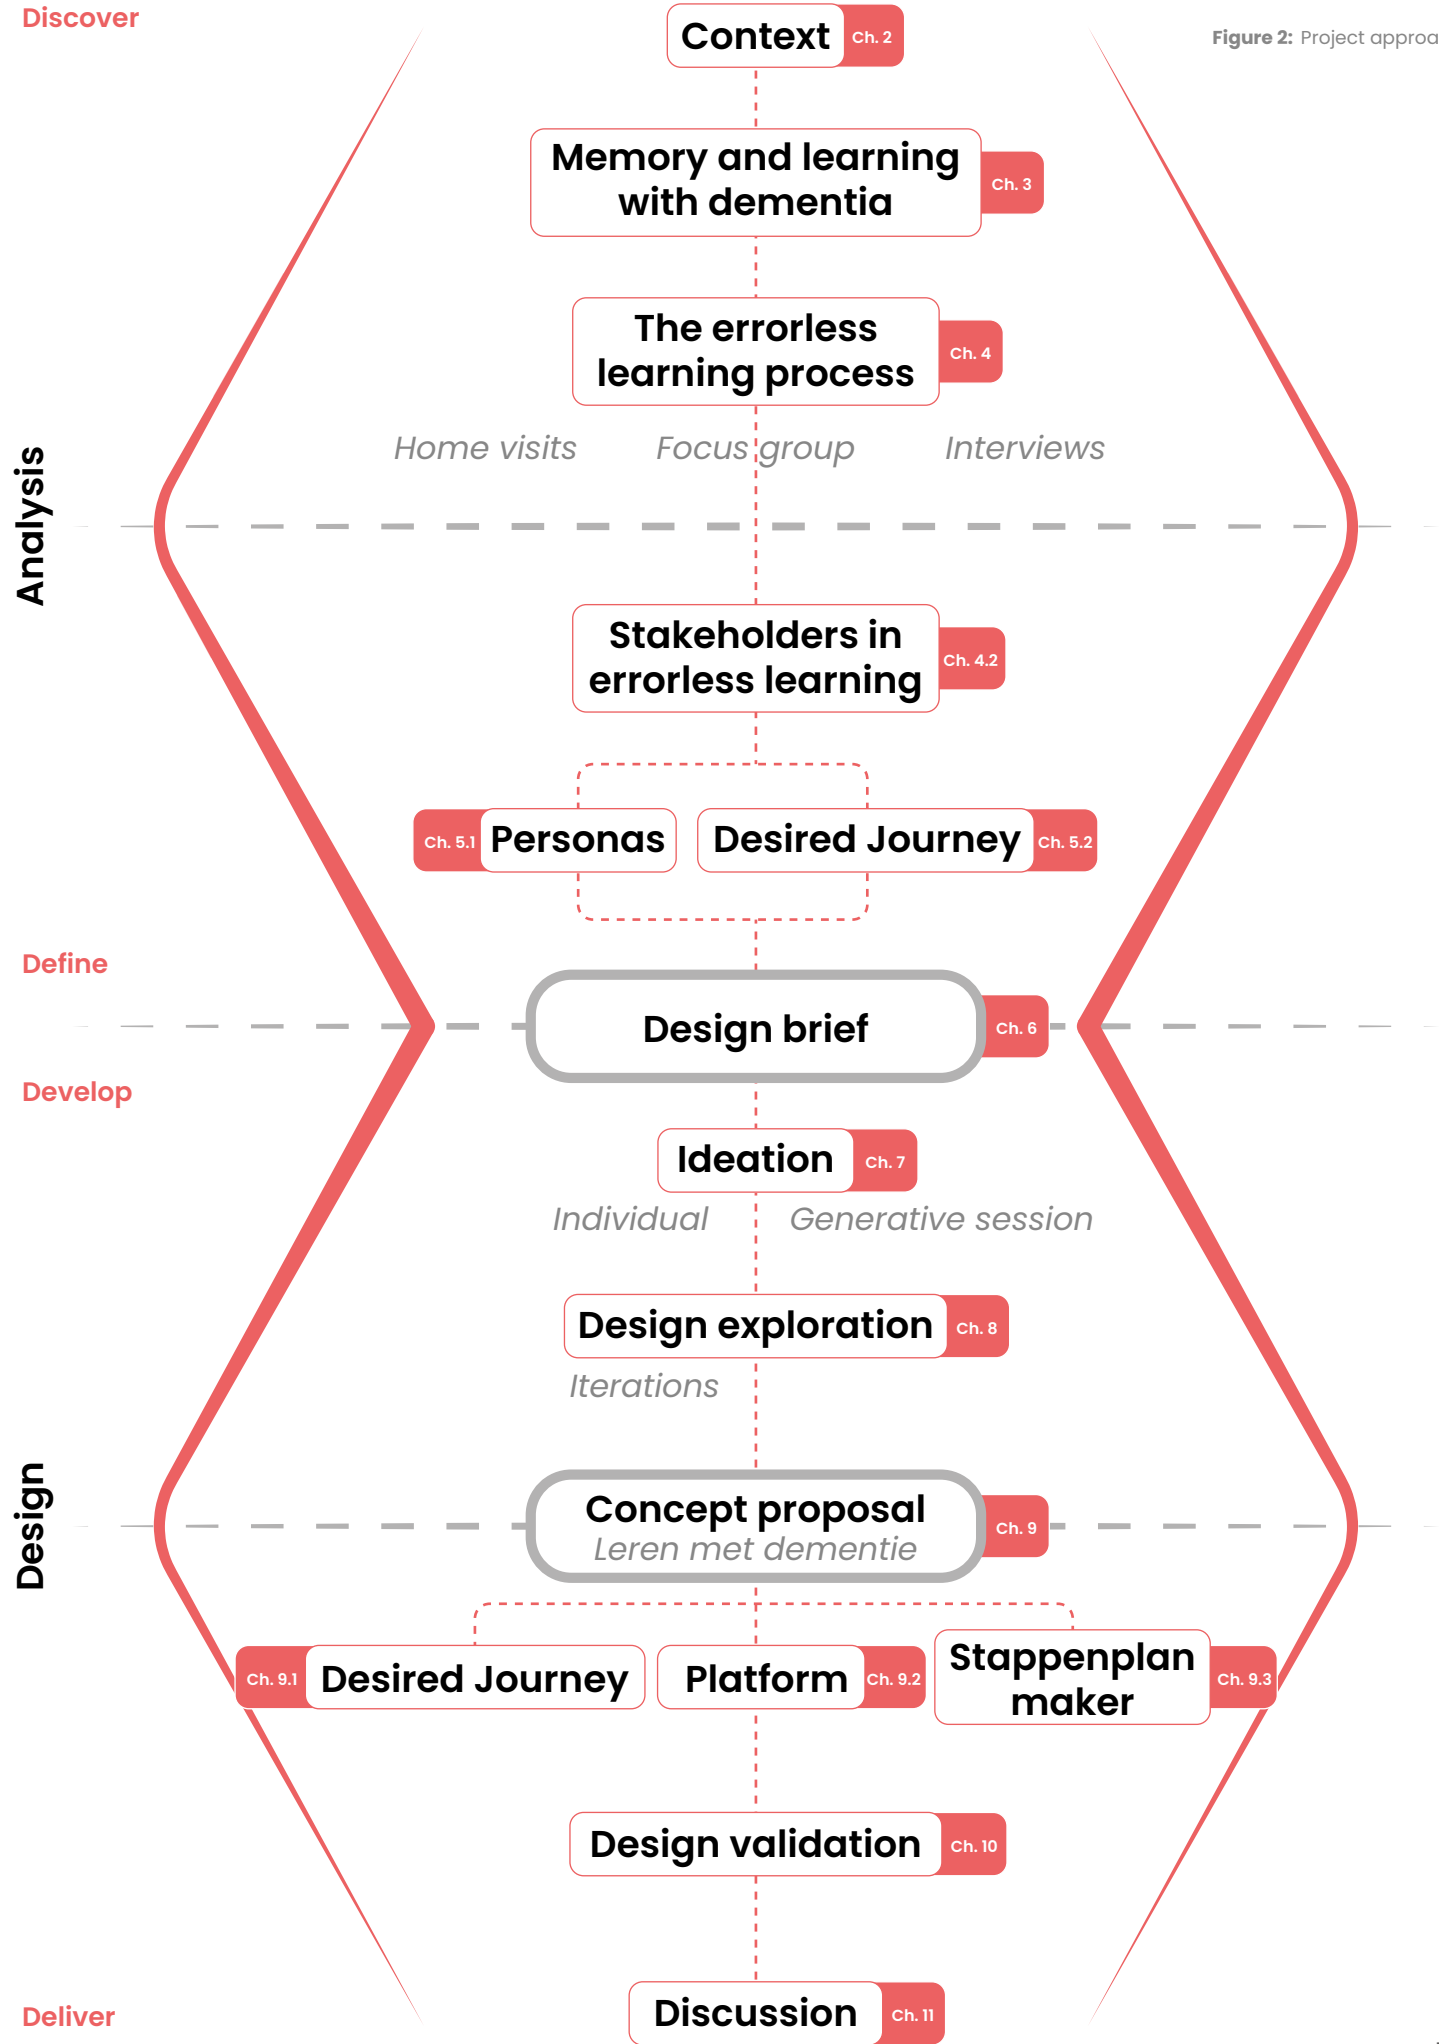 Discover
Context Ch. 2
Figure 2: Project approa
Memory and learning
with dementia
Ch. 3
The errorless
learning process
Ch. 4
Home visits Focus group Interviews
Analysis
Stakeholders in
errorless learning
Ch. 4.2
Ch. 5.1 Personas
Desired Journey Ch. 5.2
Define
Design brief Ch. 6
Develop
Ideation Ch. 7
Individual Generative session
Design exploration Ch. 8
Iterations
Design
Concept proposal
Leren met dementie
Ch. 9
Ch. 9.1 Desired Journey
Platform Ch. 9.2
Stappenplan
maker
Ch. 9.3
Design validation Ch. 10
Discussion Ch. 11
Deliver